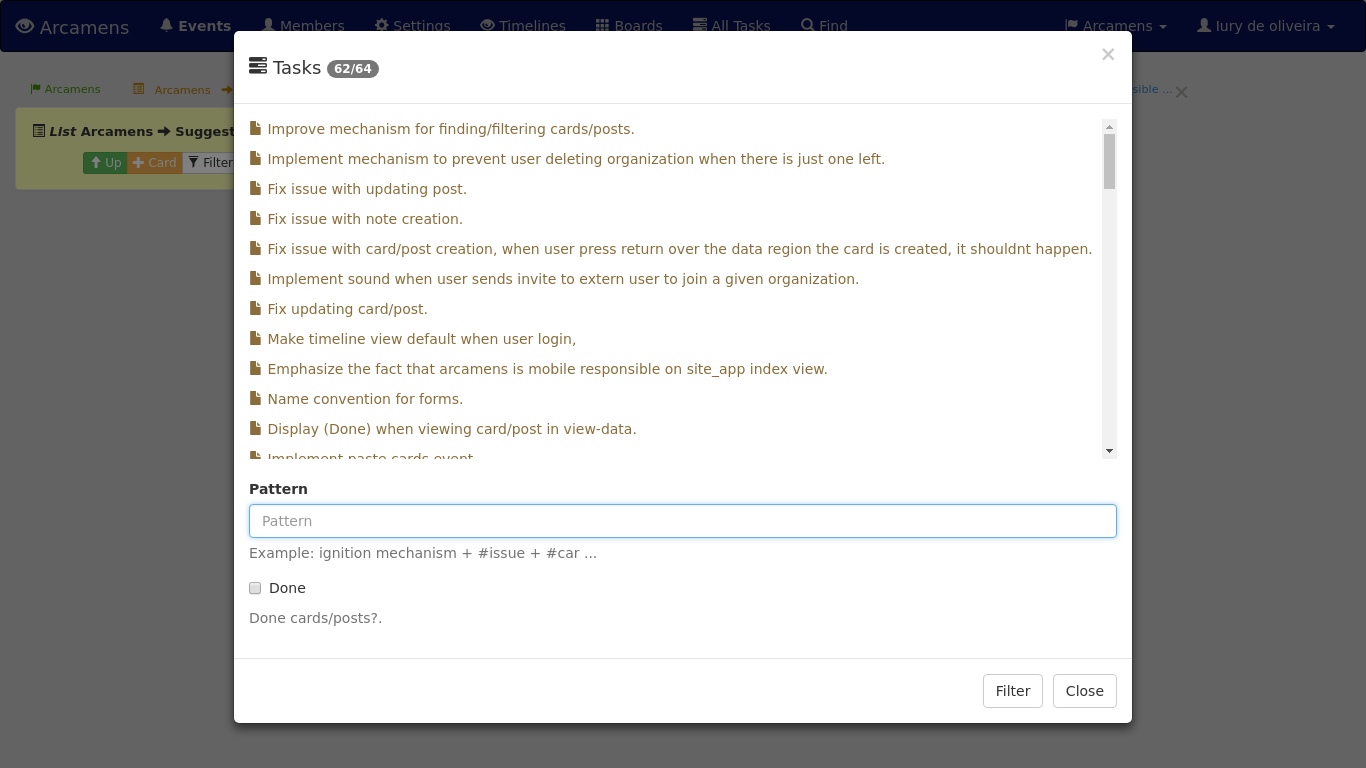 Arcamens Events Members Settings Timelines Boards All Tasks Find Arcamens Iury de oliveira
Arcamens Arcamens sible ...
List Arcamens Suggest
Up Card Filter
Tasks 62/64
×
Improve mechanism for finding/filtering cards/posts.
Implement mechanism to prevent user deleting organization when there is just one left.
Fix issue with updating post.
Fix issue with note creation.
Fix issue with card/post creation, when user press return over the data region the card is created, it shouldnt happen.
Implement sound when user sends invite to extern user to join a given organization.
Fix updating card/post.
Make timeline view default when user login,
Emphasize the fact that arcamens is mobile responsible on site_app index view.
Name convention for forms.
Display (Done) when viewing card/post in view-data.
Implement paste cards event
Pattern
Pattern
Example: ignition mechanism + #issue + #car ...
Done
Done cards/posts?.
Filter Close